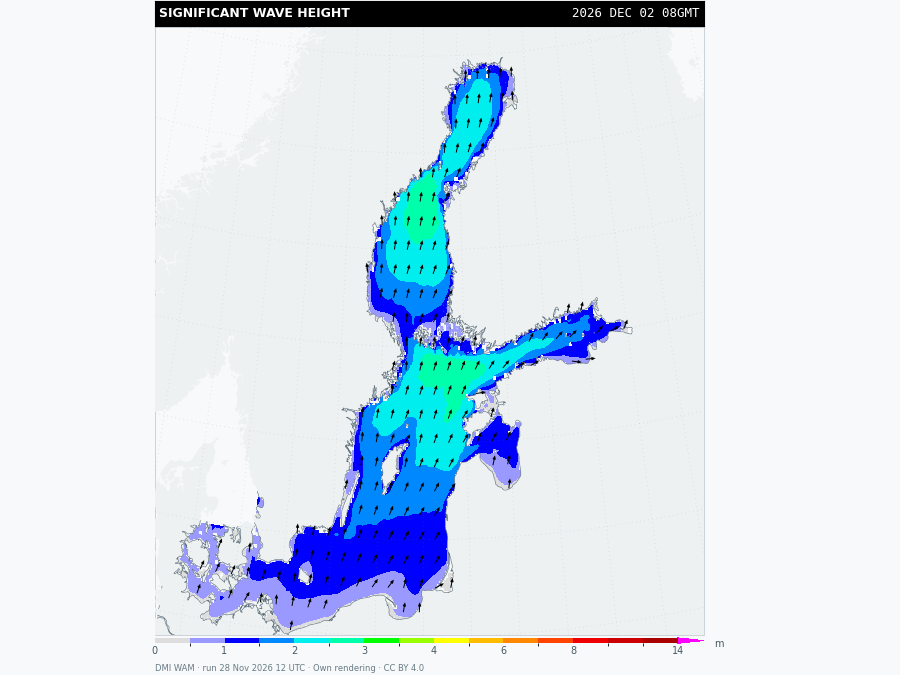 SIGNIFICANT WAVE HEIGHT 2026 DEC 02 08GMT
0 1 2 3 4 6 8 14 m
DMI WAM · run 28 Nov 2026 12 UTC · Own rendering · CC BY 4.0